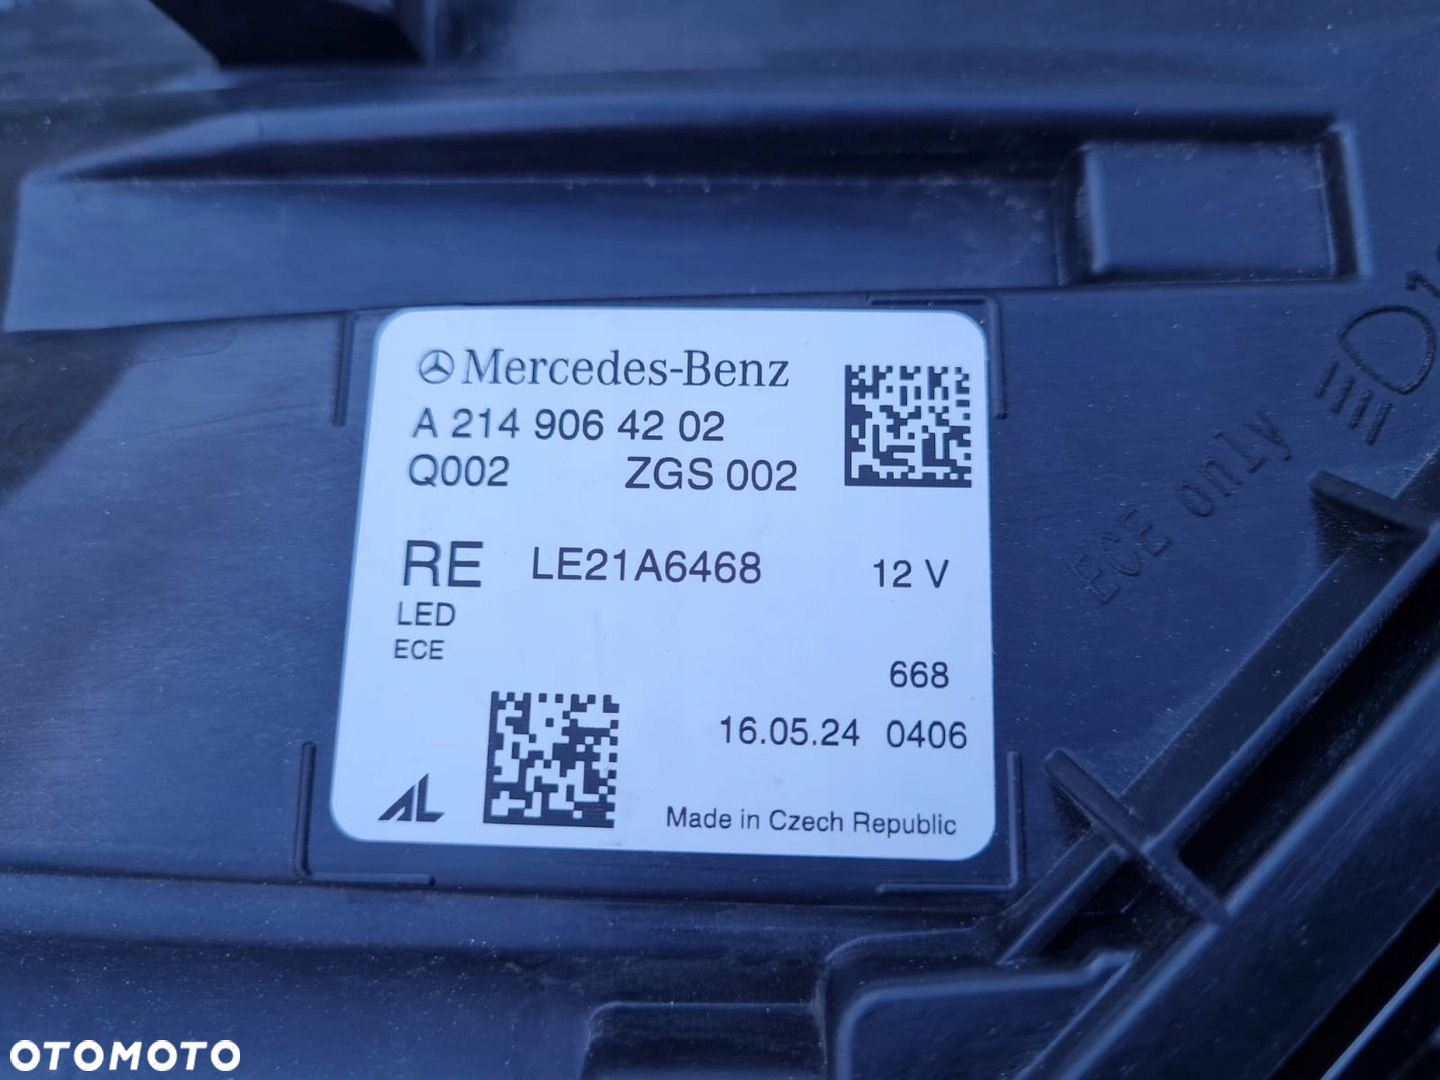 Mercedes-Benz
A 214 906 42 02
Q002 ZGS 002
RE LE21A6468 12 V
LED
ECE
668
16.05.24 0406
AL
Made in Czech Republic
ECE only
OTOMOTO